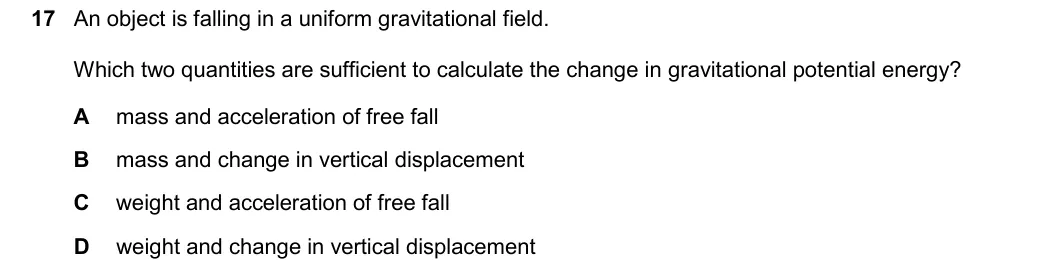 17 An object is falling in a uniform gravitational field.
Which two quantities are sufficient to calculate the change in gravitational potential energy?
A mass and acceleration of free fall
B mass and change in vertical displacement
C weight and acceleration of free fall
D weight and change in vertical displacement